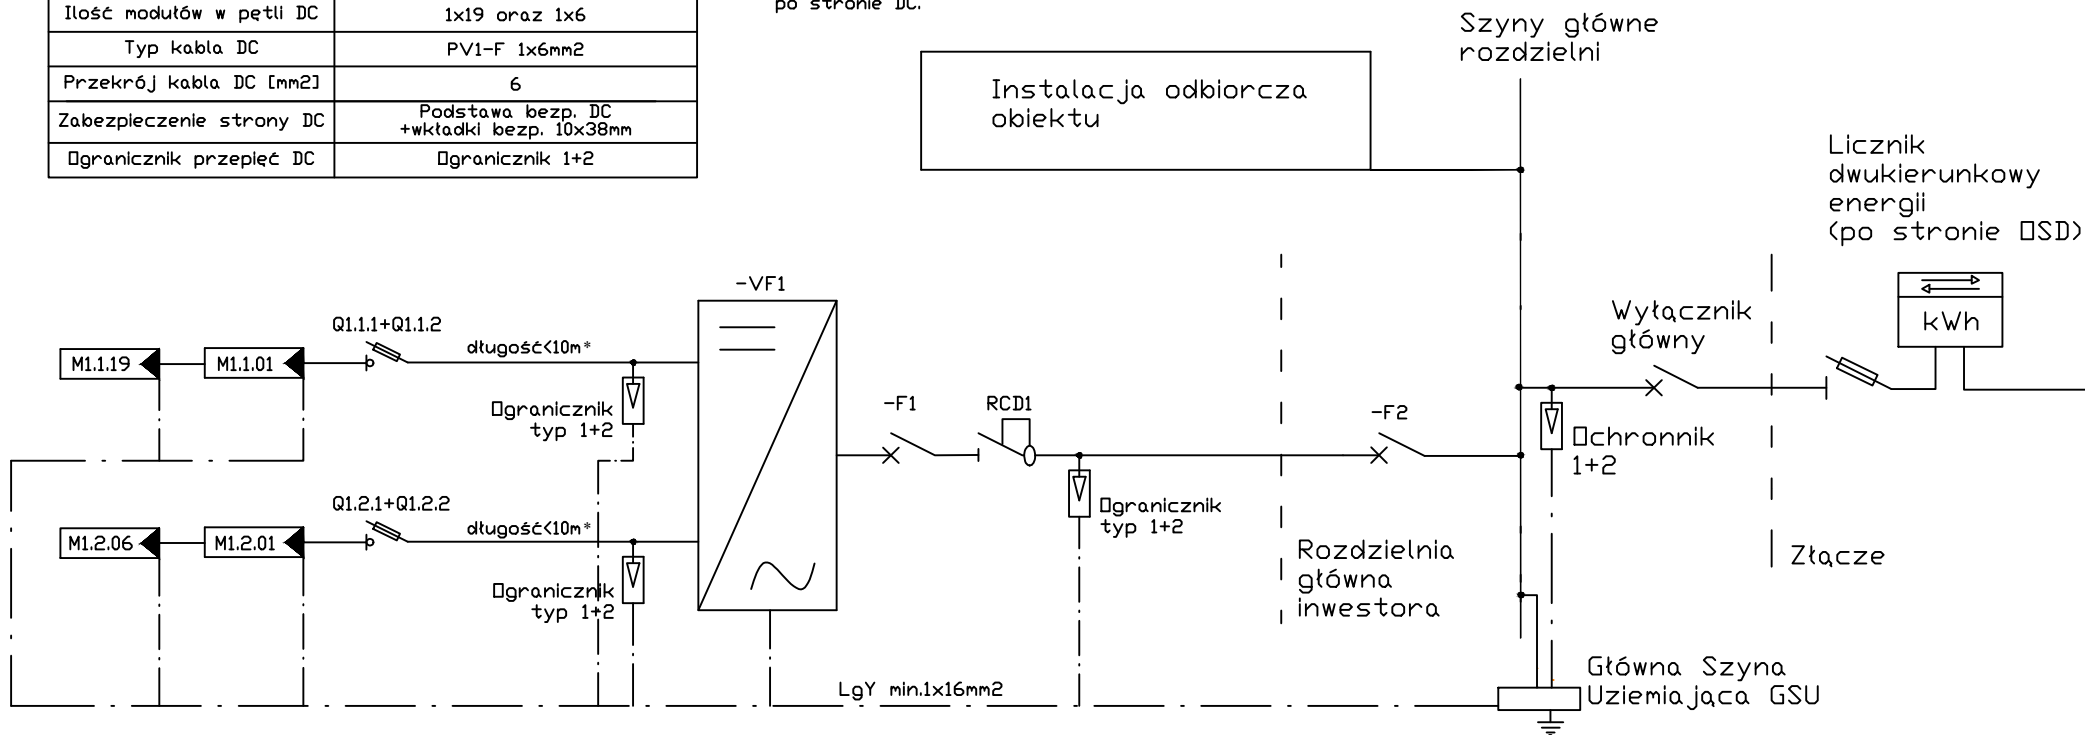 po stronie DC.
Ilość modułów w pętli DC 1x19 oraz 1x6
Typ kabla DC PV1-F 1x6mm2
Przekrój kabla DC [mm2] 6
Zabezpieczenie strony DC Podstawa bezp. DC
+wkładki bezp. 10x38mm
Ogranicznik przepięć DC Ogranicznik 1+2
Szyny główne
rozdzielni
Instalacja odbiorcza
obiektu
Licznik
dwukierunkowy
energii
(po stronie OSD)
kWh
Wyłącznik
główny
-VF1
Q1.1.1+Q1.1.2
długość<10m*
M1.1.19
M1.1.01
Ogranicznik
typ 1+2
-F1
RCD1
-F2
Ochronnik
1+2
Q1.2.1+Q1.2.2
długość<10m*
M1.2.06
M1.2.01
Ogranicznik
typ 1+2
Ogranicznik
typ 1+2
Rozdzielnia
główna
inwestora
Złącze
LgY min.1x16mm2
Główna Szyna
Uziemiająca GSU